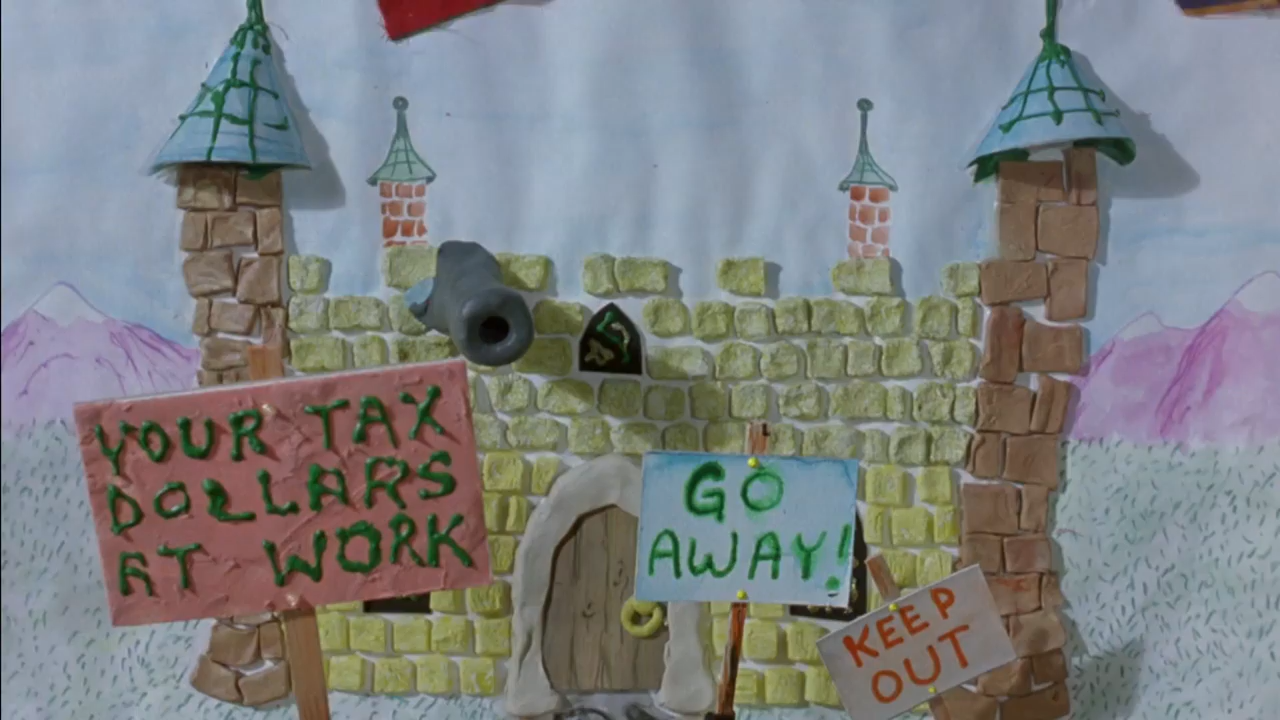 YOUR TAX
DOLLARS
AT WORK
GO
AWAY!
KEEP
OUT